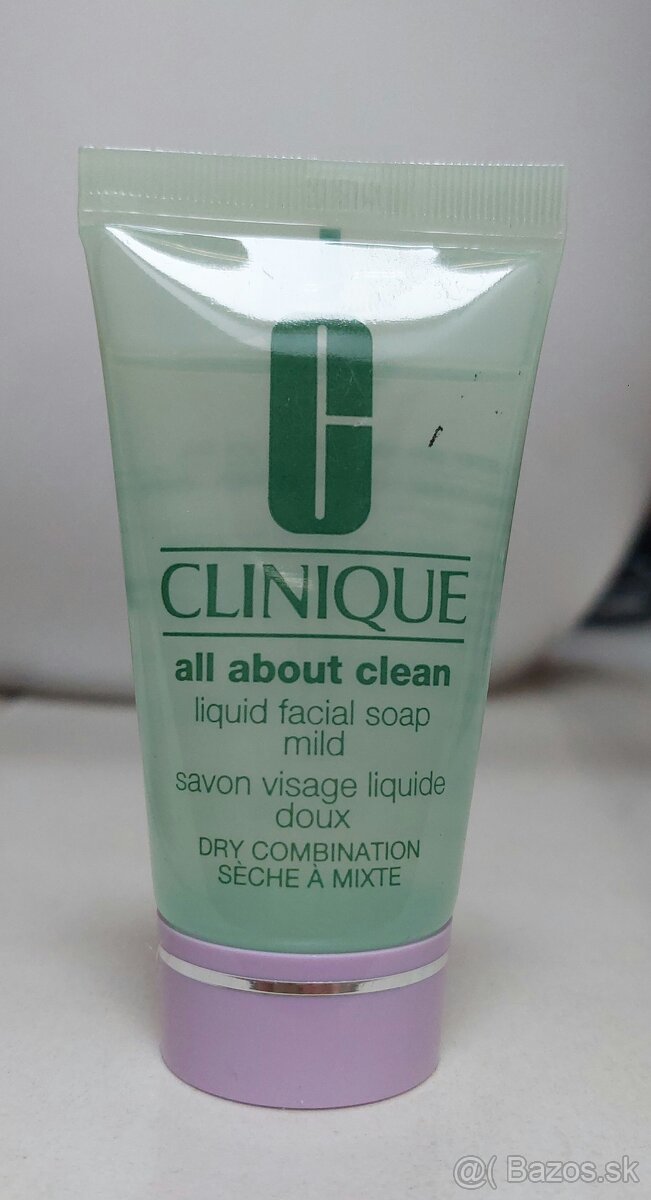 C
CLINIQUE
all about clean
liquid facial soap
mild
savon visage liquide
doux
DRY COMBINATION
SÈCHE À MIXTE
@( Bazos.sk